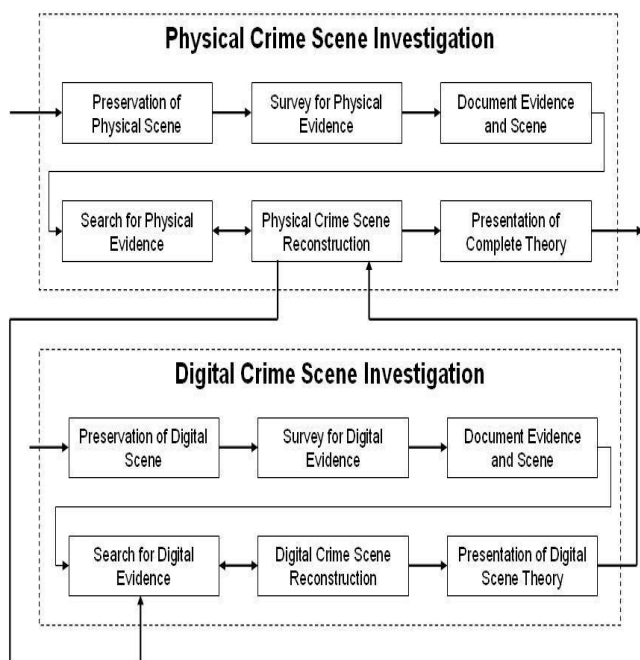 Physical Crime Scene Investigation
Preservation of
Physical Scene
Survey for Physical
Evidence
Document Evidence
and Scene
Search for Physical
Evidence
Physical Crime Scene
Reconstruction
Presentation of
Complete Theory
Digital Crime Scene Investigation
Preservation of Digital
Scene
Survey for Digital
Evidence
Document Evidence
and Scene
Search for Digital
Evidence
Digital Crime Scene
Reconstruction
Presentation of Digital
Scene Theory